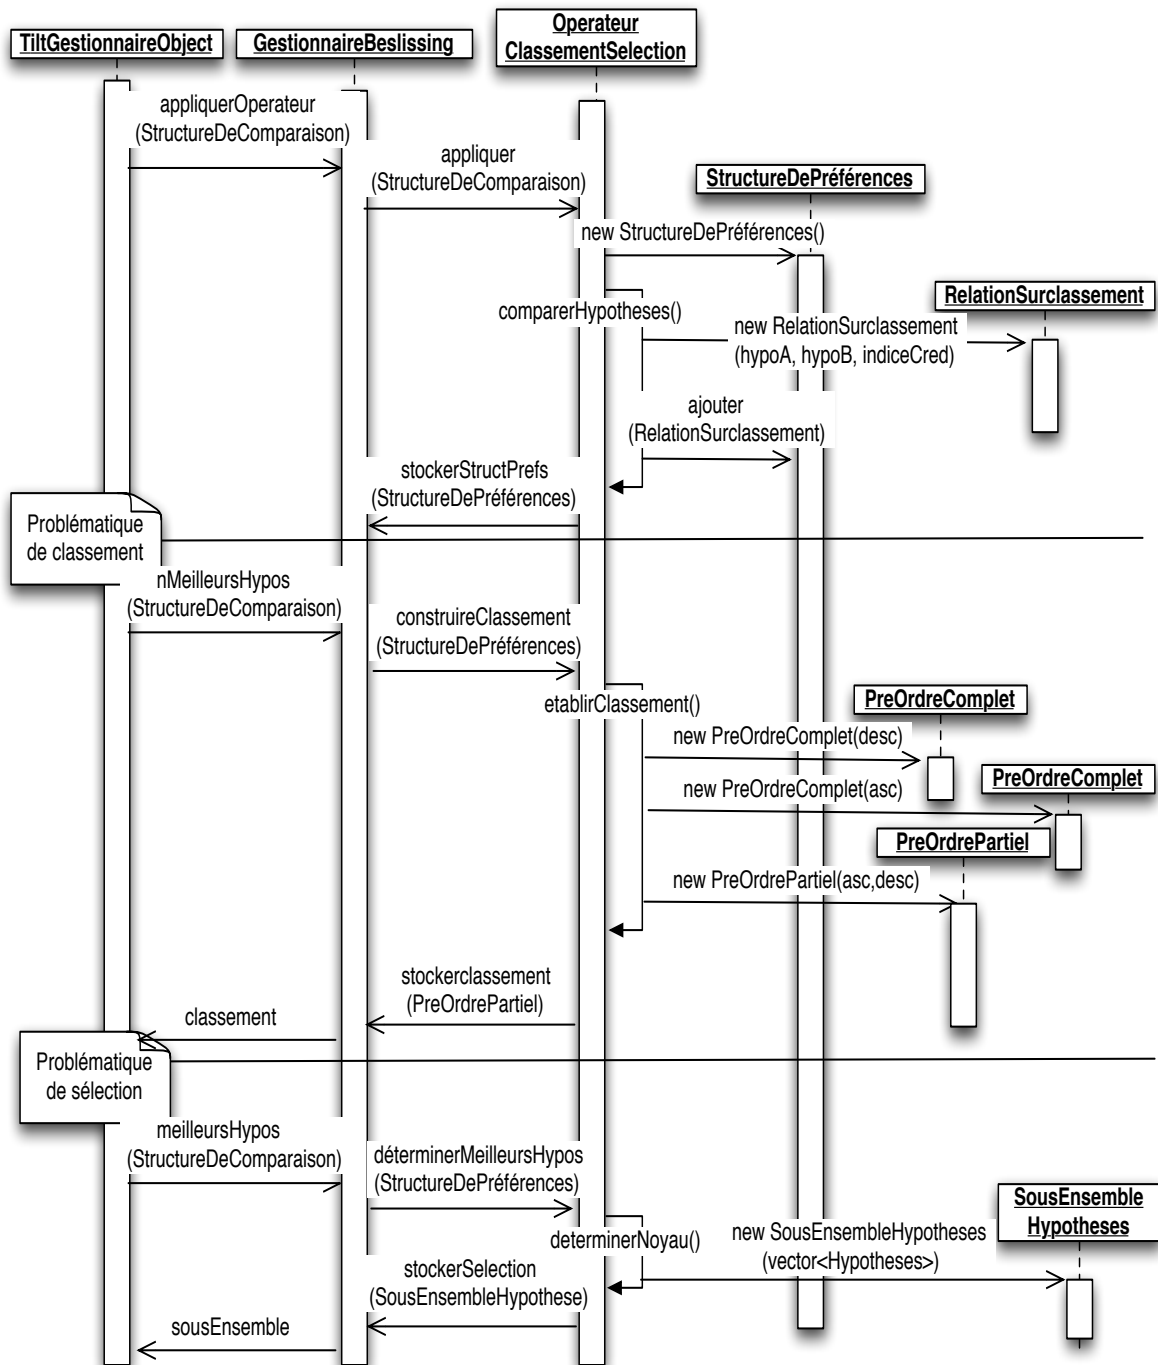 TiltGestionnaireObject
GestionnaireBeslissing
Operateur
ClassementSelection
appliquerOperateur
(StructureDeComparaison)
appliquer
(StructureDeComparaison)
StructureDePréférences
new StructureDePréférences()
RelationSurclassement
comparerHypotheses()
new RelationSurclassement
(hypoA, hypoB, indiceCred)
ajouter
(RelationSurclassement)
stockerStructPrefs
(StructureDePréférences)
Problématique
de classement
nMeilleursHypos
(StructureDeComparaison)
construireClassement
(StructureDePréférences)
etablirClassement()
PreOrdreComplet
new PreOrdreComplet(desc)
PreOrdreComplet
new PreOrdreComplet(asc)
PreOrdrePartiel
new PreOrdrePartiel(asc,desc)
stockerclassement
(PreOrdrePartiel)
classement
Problématique
de sélection
meilleursHypos
(StructureDeComparaison)
déterminerMeilleursHypos
(StructureDePréférences)
SousEnsemble
Hypotheses
determinerNoyau()
new SousEnsembleHypotheses
(vector<Hypotheses>)
stockerSelection
(SousEnsembleHypothese)
sousEnsemble